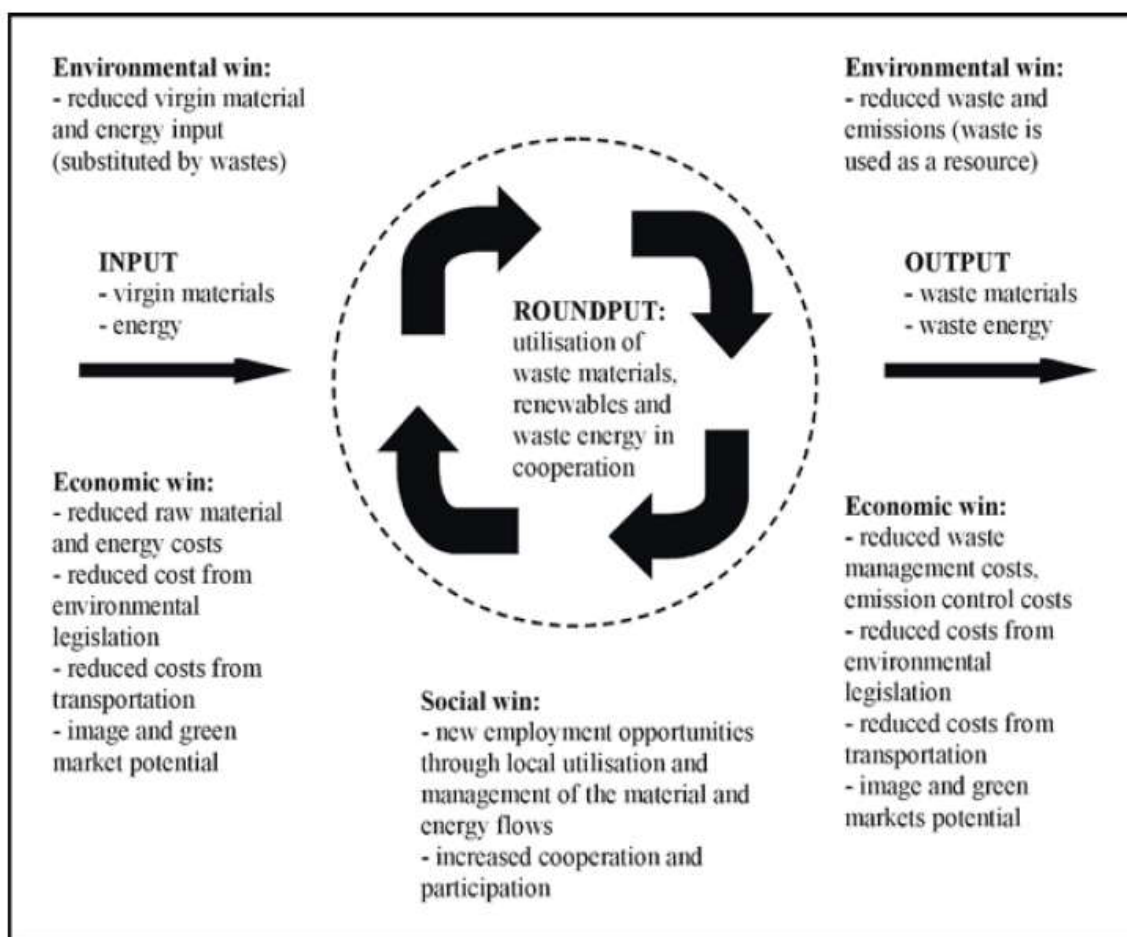 Environmental win:
- reduced virgin material
and energy input
(substituted by wastes)
INPUT
- virgin materials
- energy
Economic win:
- reduced raw material
and energy costs
- reduced cost from
environmental
legislation
- reduced costs from
transportation
- image and green
market potential
ROUNDPUT:
utilisation of
waste materials,
renewables and
waste energy in
cooperation
Social win:
- new employment opportunities
through local utilisation and
management of the material and
energy flows
- increased cooperation and
participation
Environmental win:
- reduced waste and
emissions (waste is
used as a resource)
OUTPUT
- waste materials
- waste energy
Economic win:
- reduced waste
management costs,
emission control costs
- reduced costs from
environmental
legislation
- reduced costs from
transportation
- image and green
markets potential